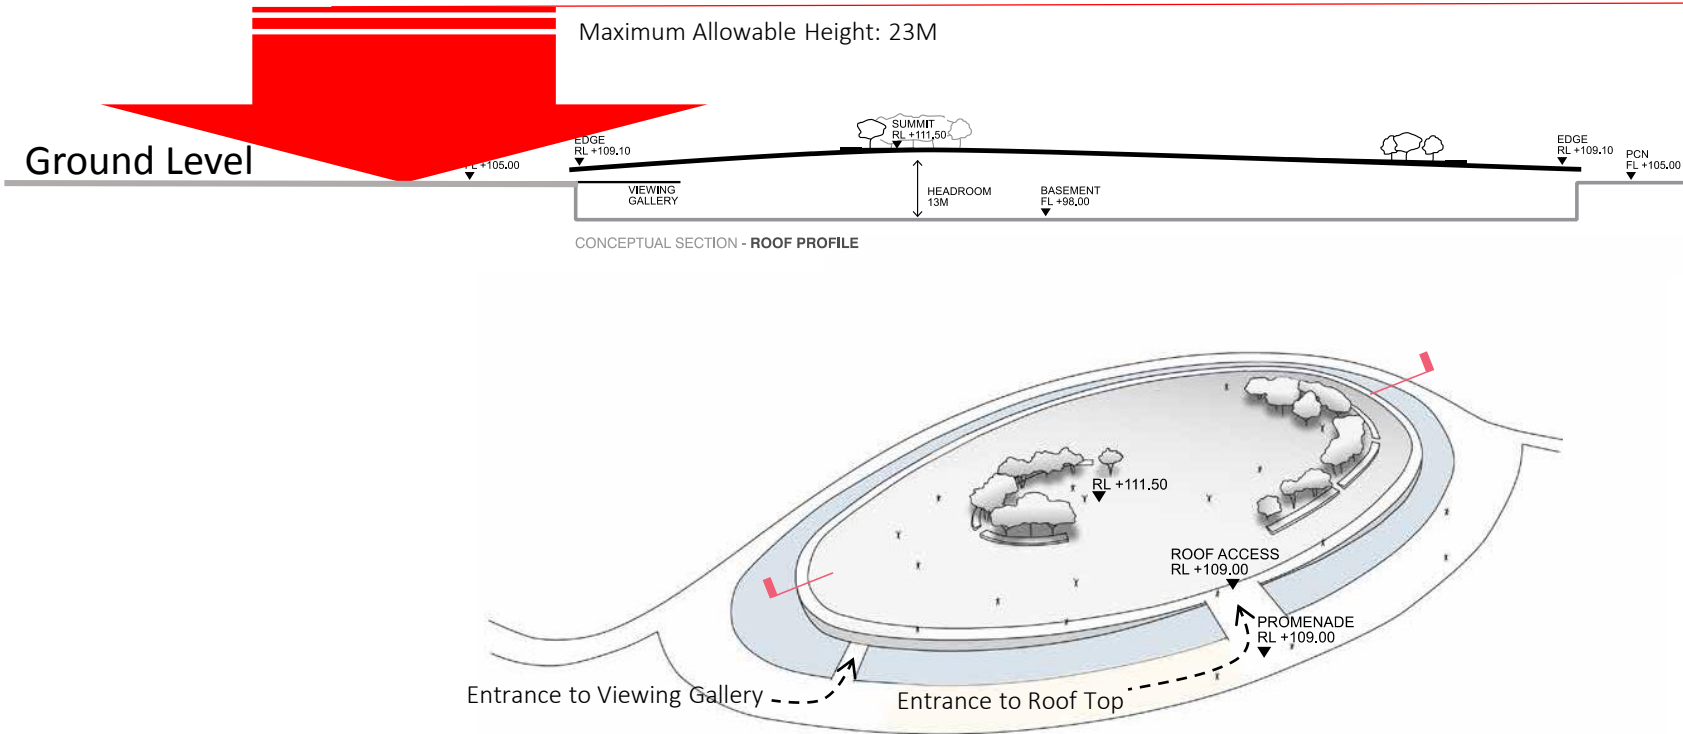 Maximum Allowable Height: 23M
Ground Level
EDGE
RL +109.10
+105.00
SUMMIT
RL +111.50
EDGE
RL +109.10
PCN
FL +105.00
VIEWING
GALLERY
HEADROOM
13M
BASEMENT
FL +98.00
CONCEPTUAL SECTION - ROOF PROFILE
RL +111.50
ROOF ACCESS
RL +109.00
PROMENADE
RL +109.00
Entrance to Viewing Gallery
Entrance to Roof Top